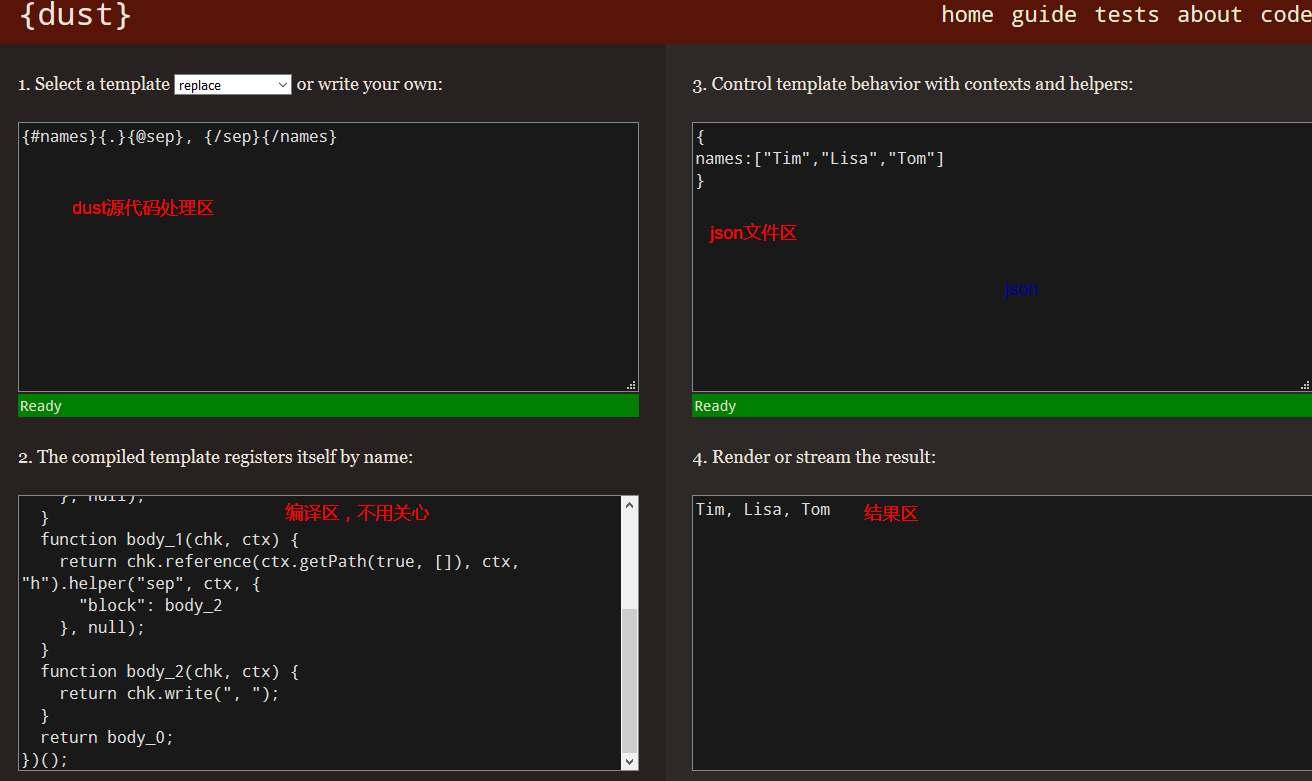 {dust}
home guide tests about code
1. Select a template replace or write your own:
{#names}{.}{@sep}, {/sep}{/names}
dust源代码处理区
Ready
2. The compiled template registers itself by name:
}, null);
}
编译区，不用关心
function body_1(chk, ctx) {
return chk.reference(ctx.getPath(true, []), ctx,
"h").helper("sep", ctx, {
"block": body_2
}, null);
}
function body_2(chk, ctx) {
return chk.write(", ");
}
return body_0;
})();
3. Control template behavior with contexts and helpers:
{
names:["Tim","Lisa","Tom"]
}
json文件区
json
Ready
4. Render or stream the result:
Tim, Lisa, Tom 结果区